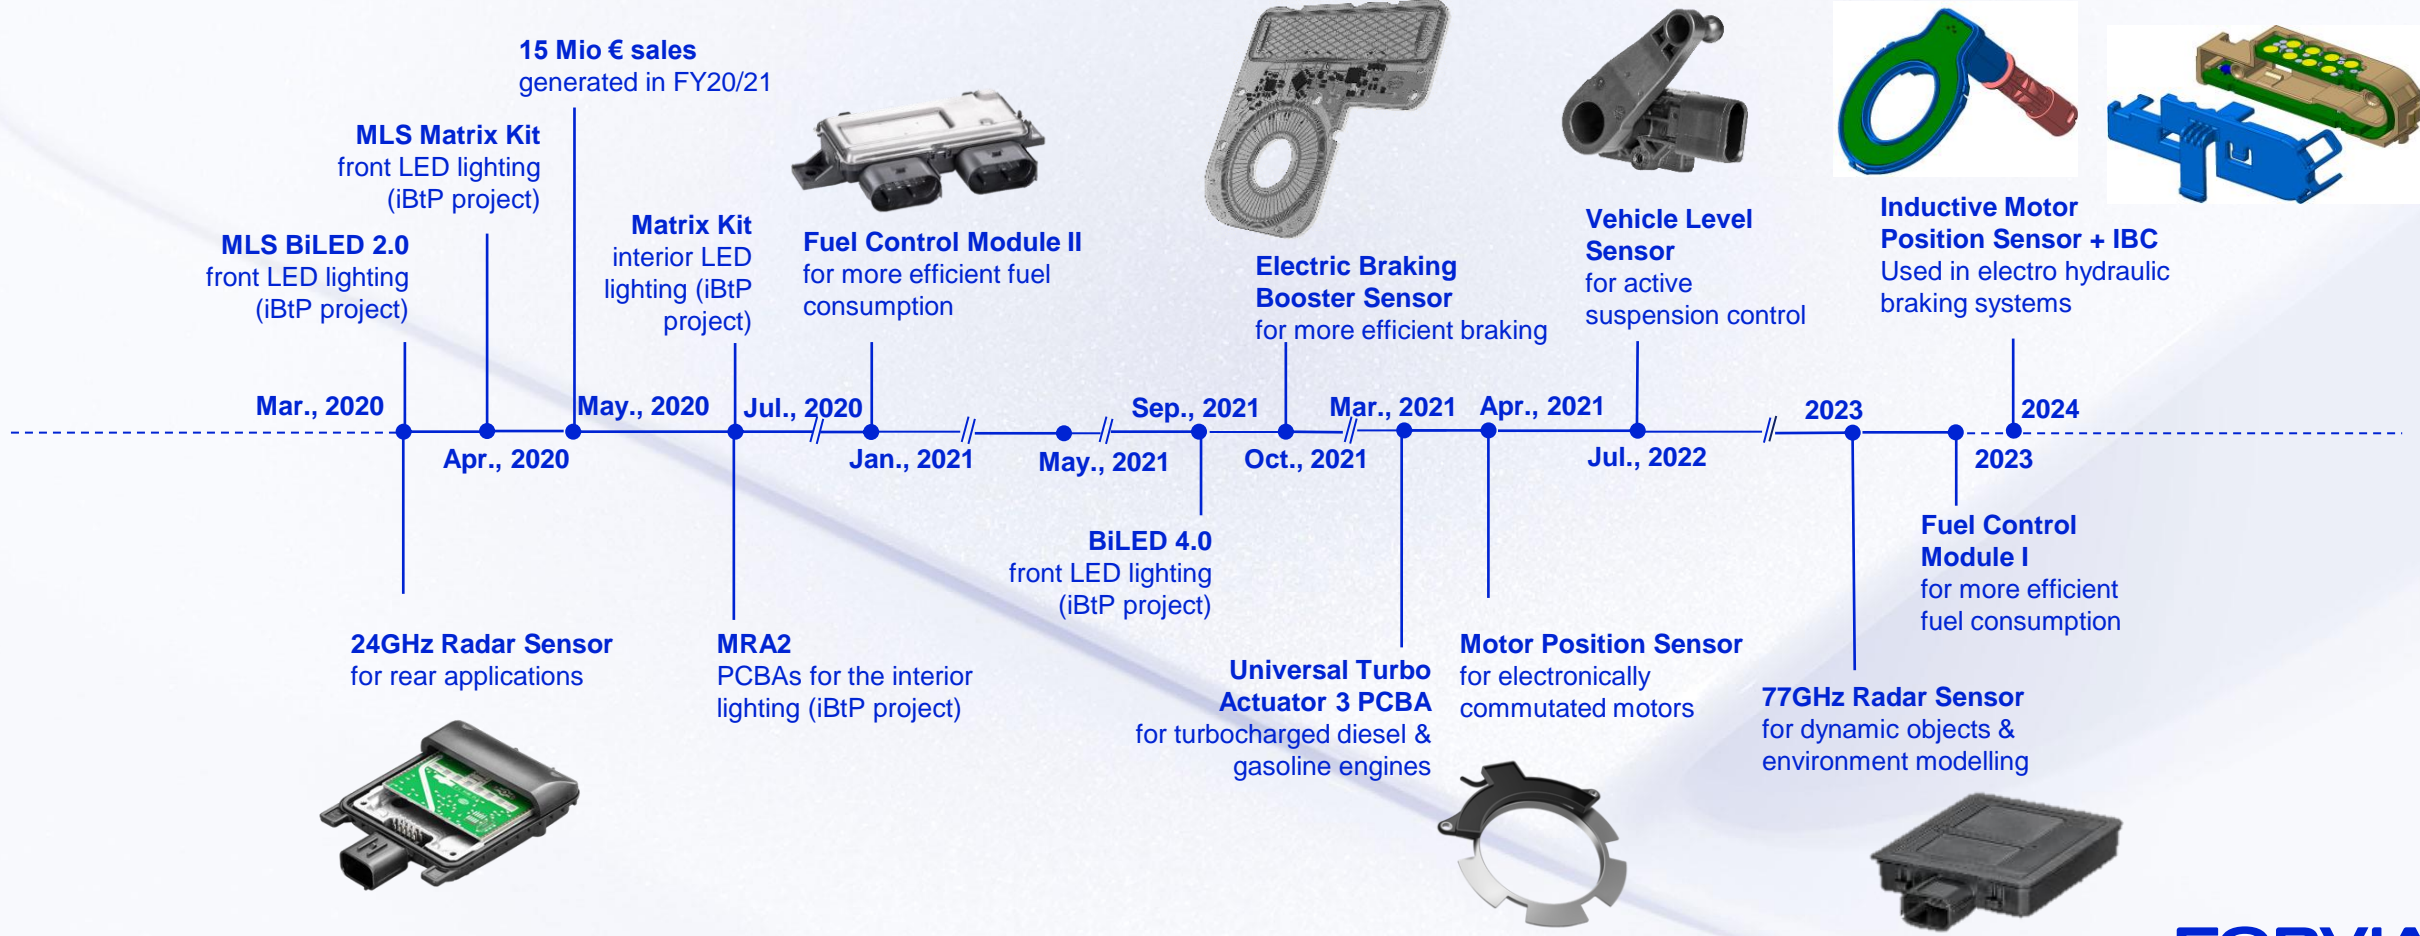 15 Mio € sales
generated in FY20/21
MLS Matrix Kit
front LED lighting
(iBtP project)
MLS BiLED 2.0
front LED lighting
(iBtP project)
Matrix Kit
interior LED
lighting (iBtP
project)
Fuel Control Module II
for more efficient fuel
consumption
Electric Braking
Booster Sensor
for more efficient braking
Vehicle Level
Sensor
for active
suspension control
Inductive Motor
Position Sensor + IBC
Used in electro hydraulic
braking systems
Mar., 2020
Apr., 2020
May., 2020
Jul., 2020
Jan., 2021
May., 2021
Sep., 2021
Oct., 2021
Mar., 2021
Apr., 2021
Jul., 2022
2023
2023
2024
24GHz Radar Sensor
for rear applications
MRA2
PCBAs for the interior
lighting (iBtP project)
BiLED 4.0
front LED lighting
(iBtP project)
Universal Turbo
Actuator 3 PCBA
for turbocharged diesel &
gasoline engines
Motor Position Sensor
for electronically
commutated motors
77GHz Radar Sensor
for dynamic objects &
environment modelling
Fuel Control
Module I
for more efficient
fuel consumption